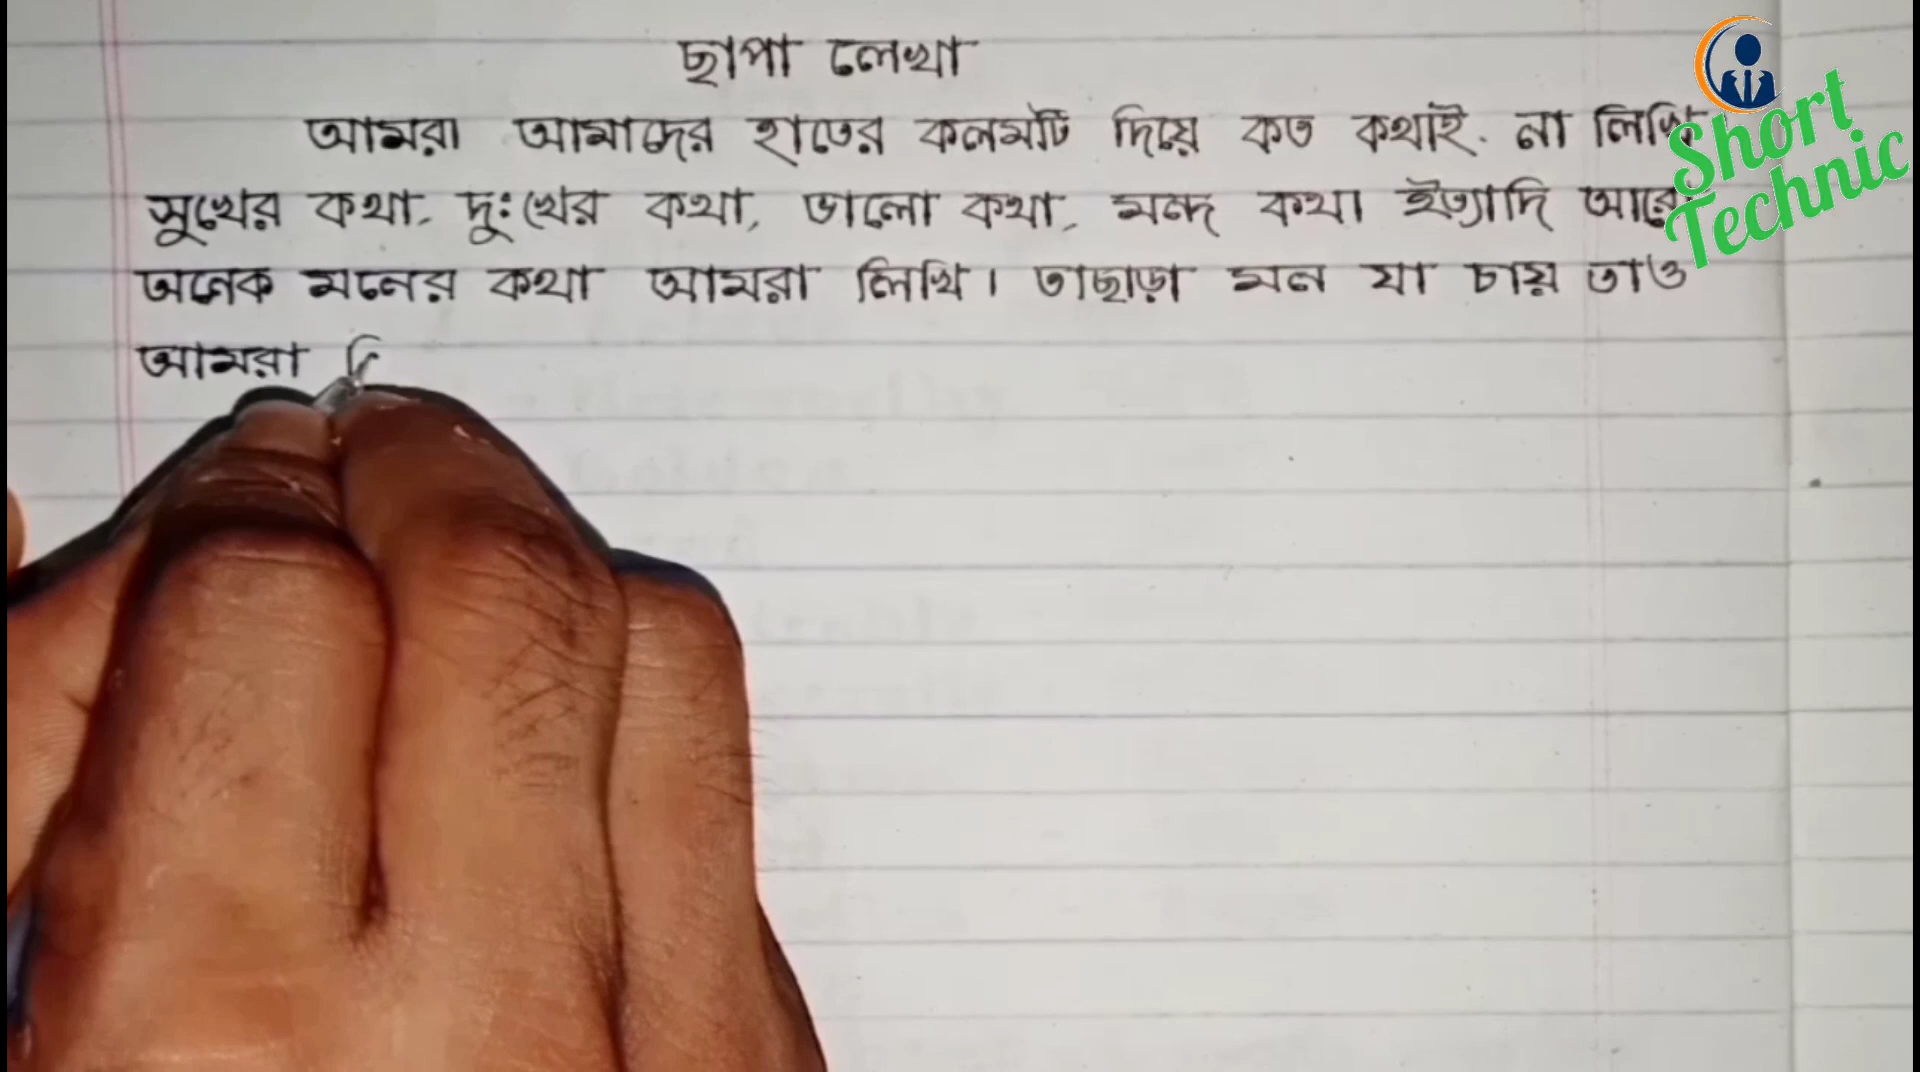 ছাপা লেখা
আমরা আমাদের হাতের কলমটি দিয়ে কত কথাই না লিখি
সুখের কথা, দুঃখের কথা, ভালো কথা, মন্দ কথা ইত্যাদি আরো
অনেক মনের কথা আমরা লিখি। তাছাড়া মন যা চায় তাও
আমরা
Short
Technic